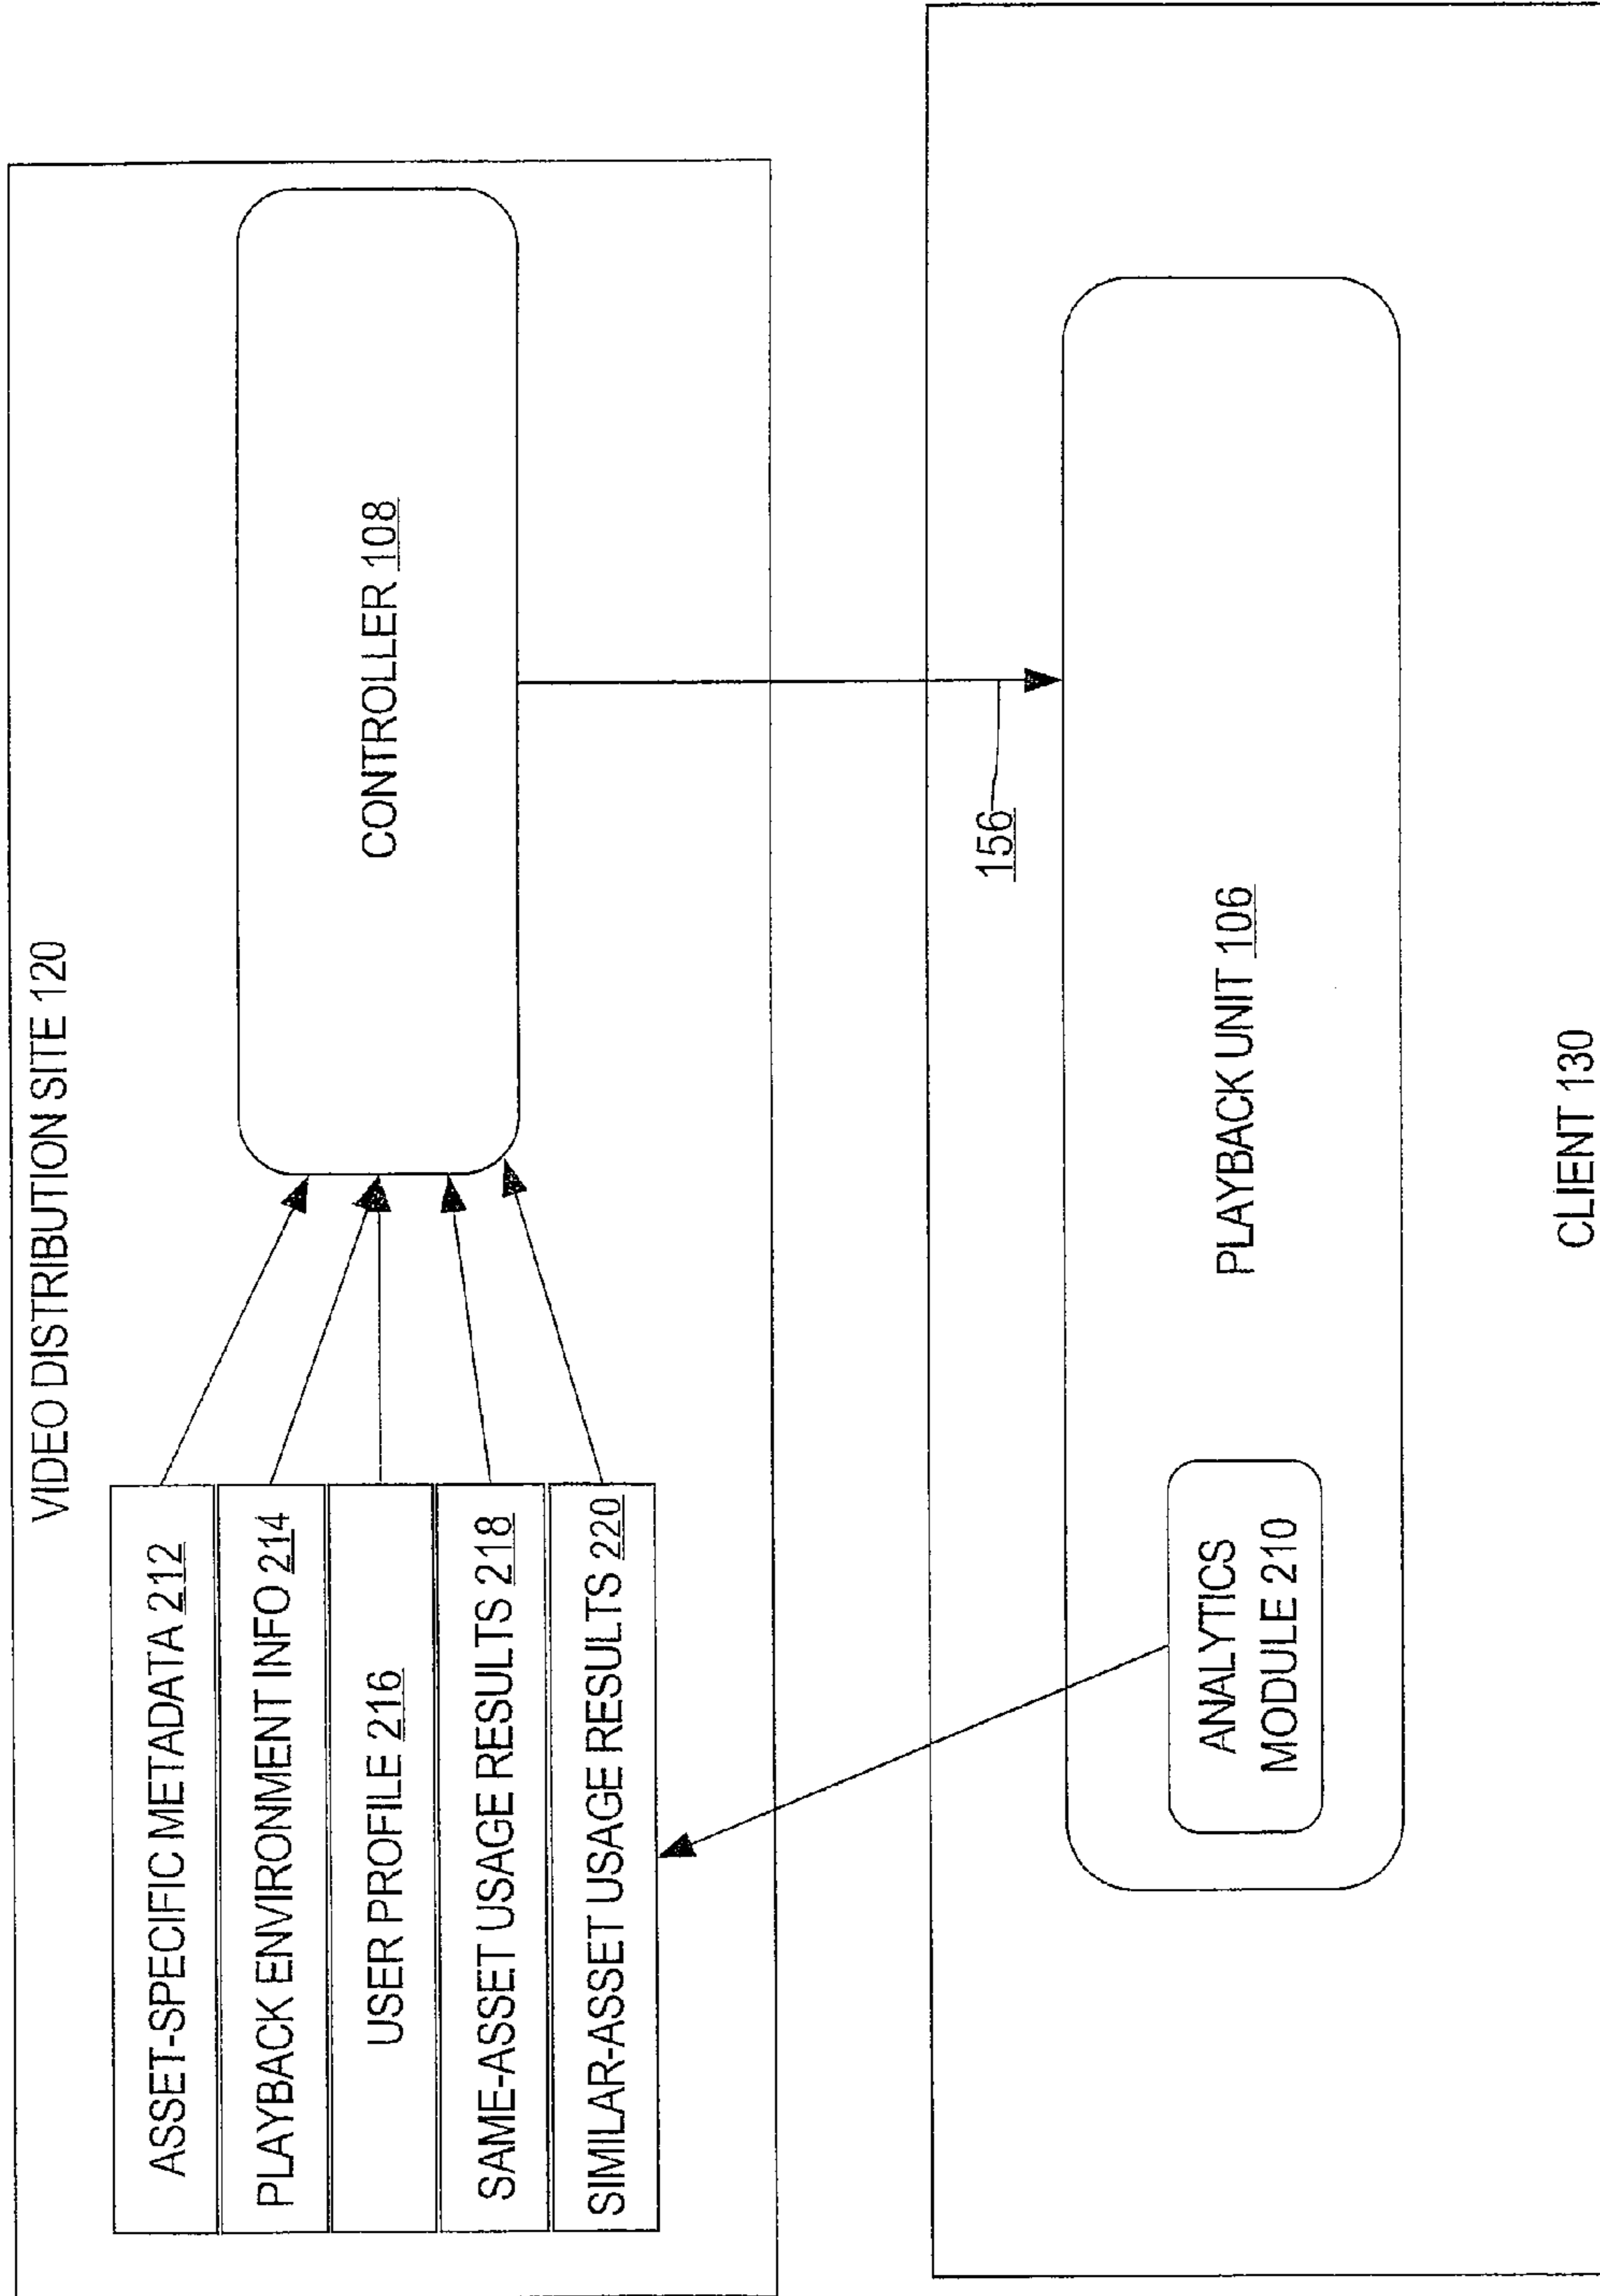 VIDEO DISTRIBUTION SITE 120
ASSET-SPECIFIC METADATA 212
PLAYBACK ENVIRONMENT INFO 214
USER PROFILE 216
SAME-ASSET USAGE RESULTS 218
SIMILAR-ASSET USAGE RESULTS 220
CONTROLLER 108
156
ANALYTICS
MODULE 210
PLAYBACK UNIT 106
CLIENT 130